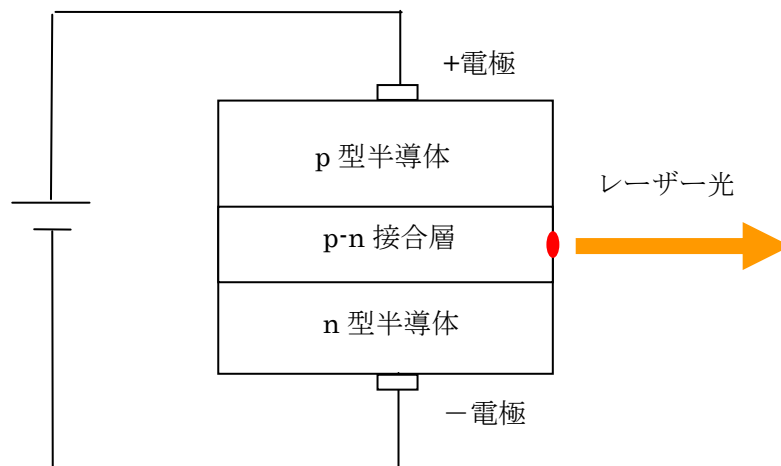 +電極
p 型半導体
レーザー光
p-n 接合層
n 型半導体
－電極